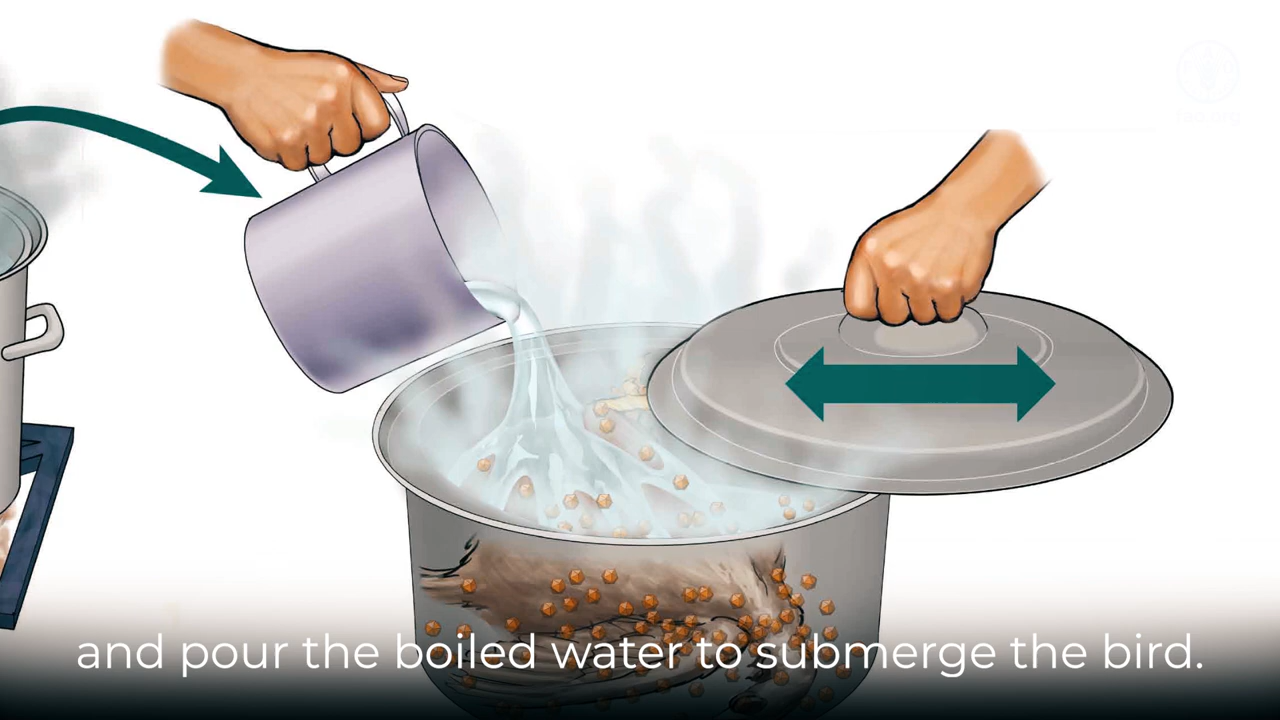 and pour the boiled water to submerge the bird.